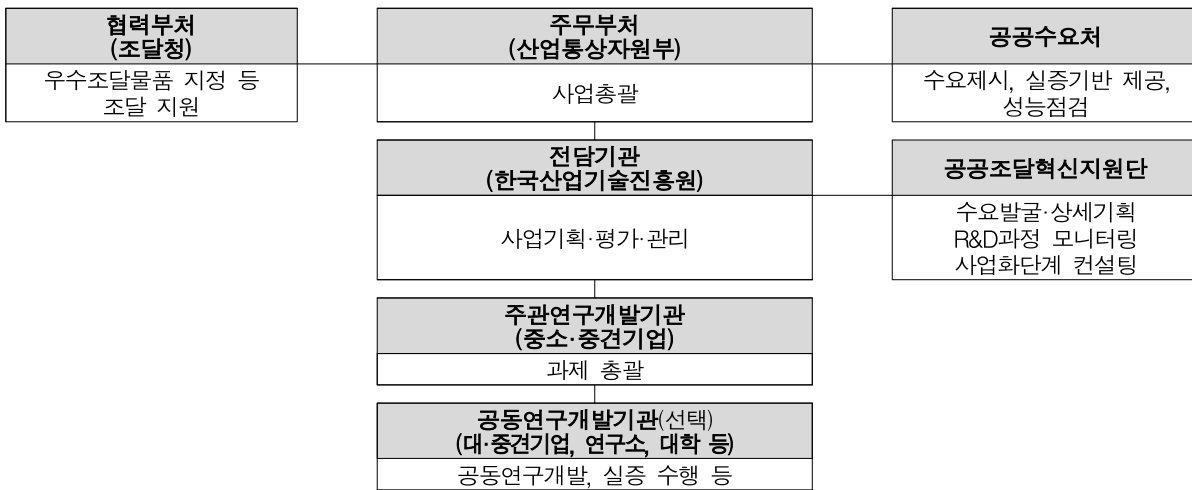 협력부처
(조달청)
우수조달물품 지정 등
조달 지원
주무부처
(산업통상자원부)
사업총괄
공공수요처
수요제시, 실증기반 제공,
성능점검
전담기관
(한국산업기술진흥원)
사업기획·평가·관리
공공조달혁신지원단
수요발굴·상세기획
R&D과정 모니터링
사업화단계 컨설팅
주관연구개발기관
(중소·중견기업)
과제 총괄
공동연구개발기관(선택)
(대·중견기업, 연구소, 대학 등)
공동연구개발, 실증 수행 등